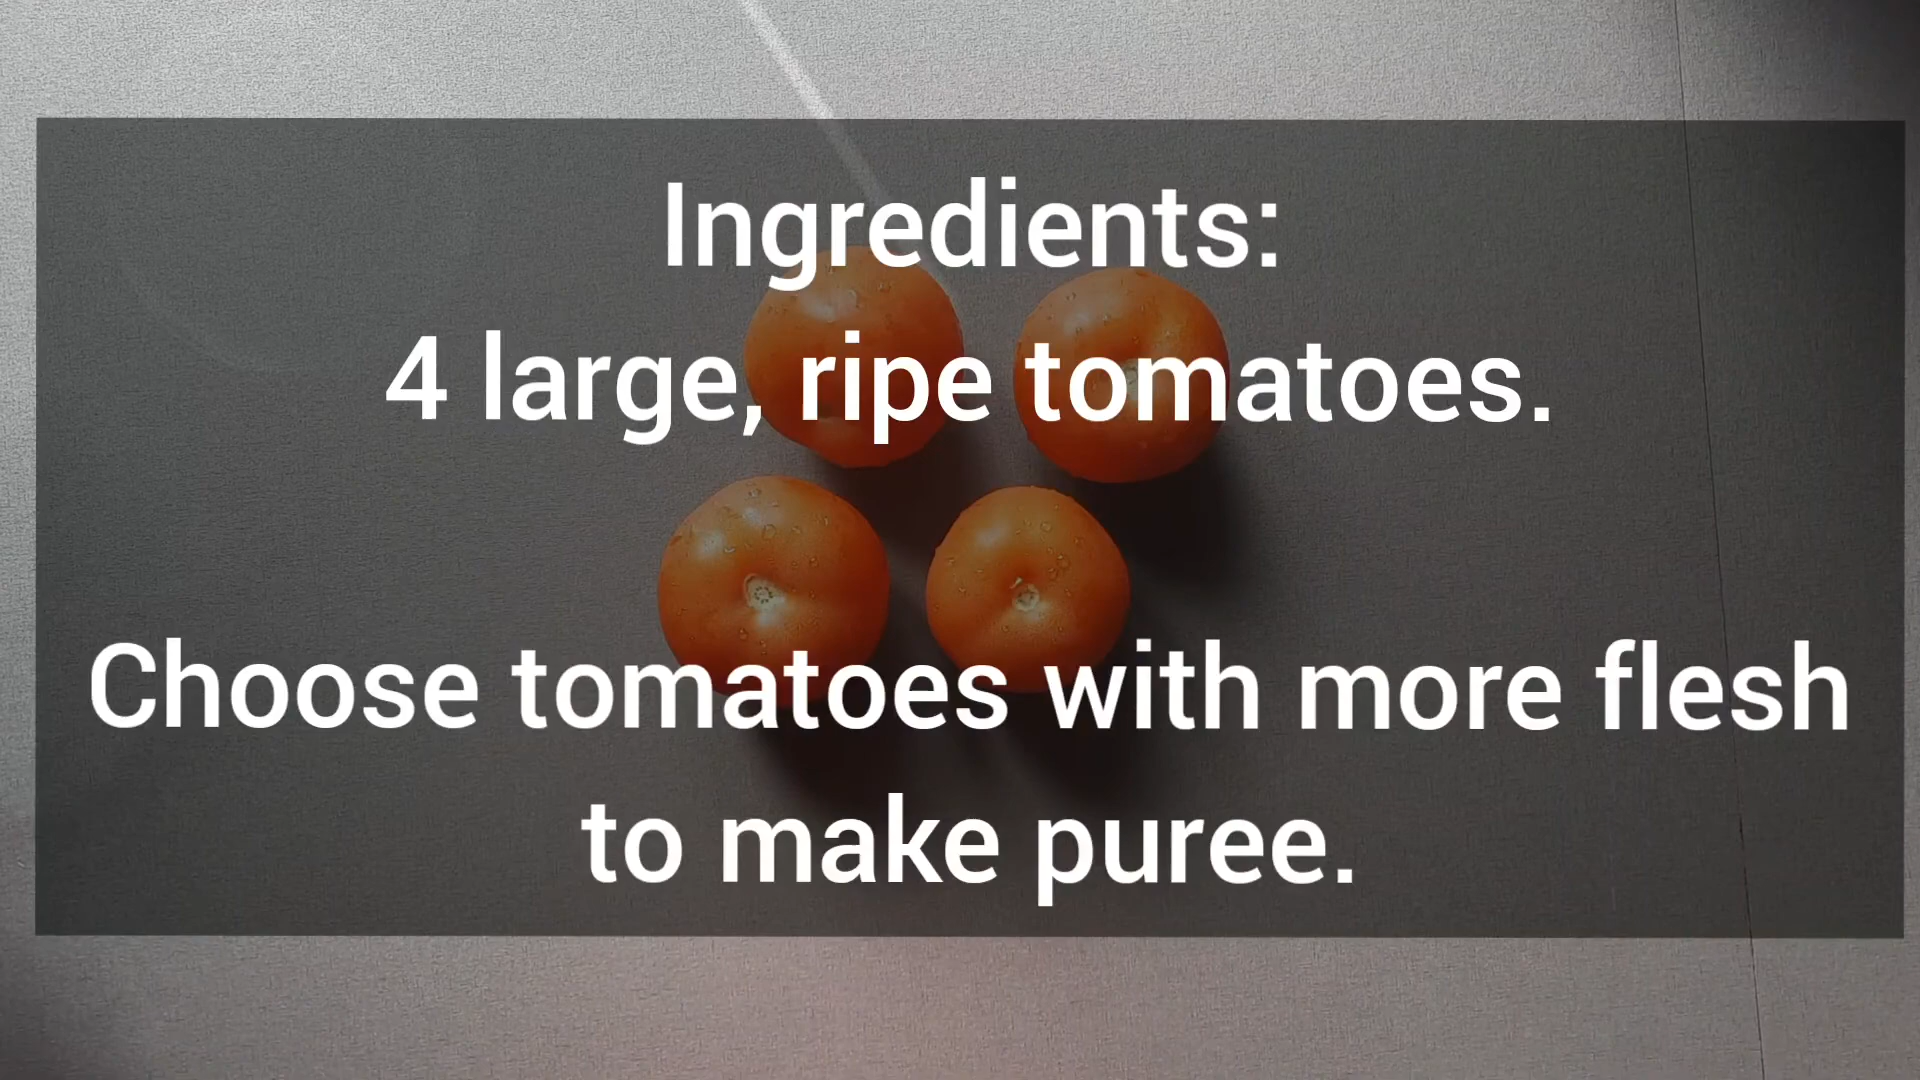 Ingredients:
4 large, ripe tomatoes.
Choose tomatoes with more flesh
to make puree.